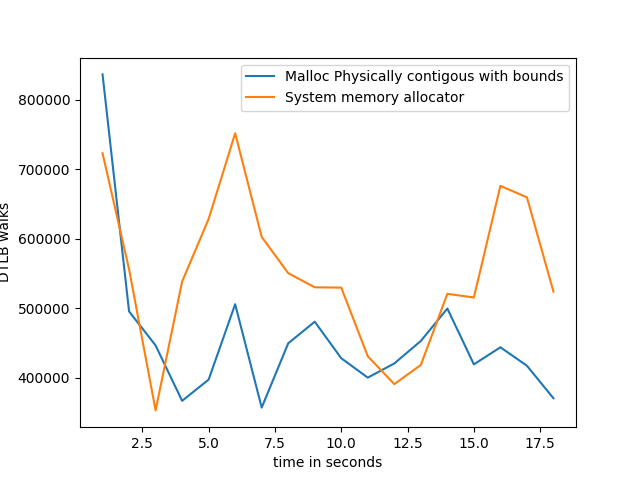 Malloc Physically contigous with bounds
System memory allocator
800000
700000
600000
500000
400000
DTLB walks
2.5 5.0 7.5 10.0 12.5 15.0 17.5
time in seconds